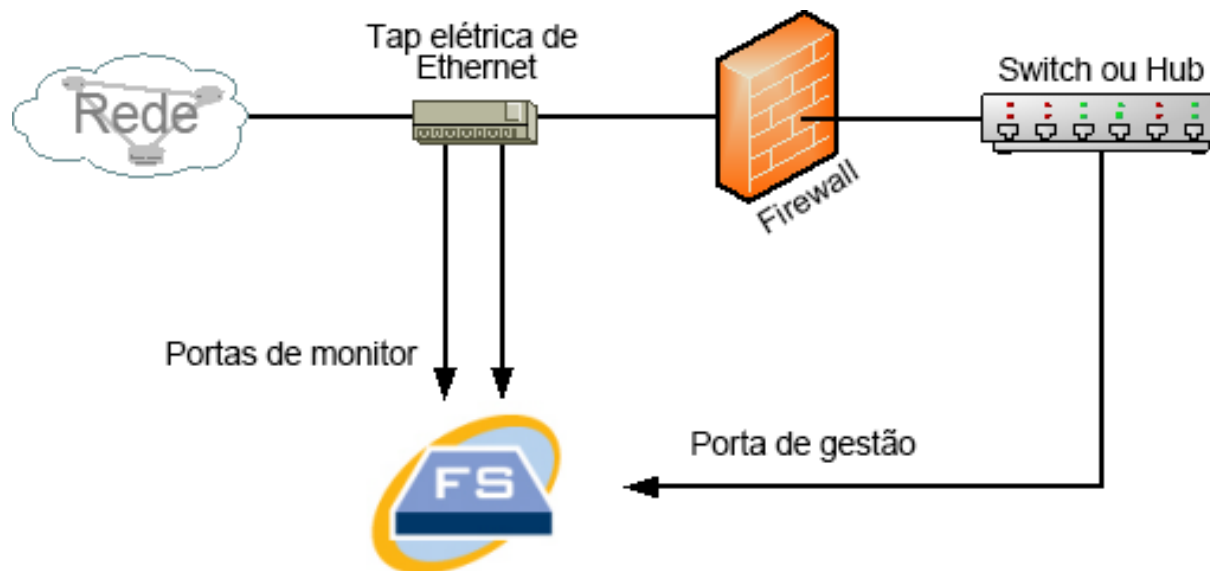 Tap elétrica de
Ethernet
Switch ou Hub
Rede
Firewall
Portas de monitor
Porta de gestão
FS